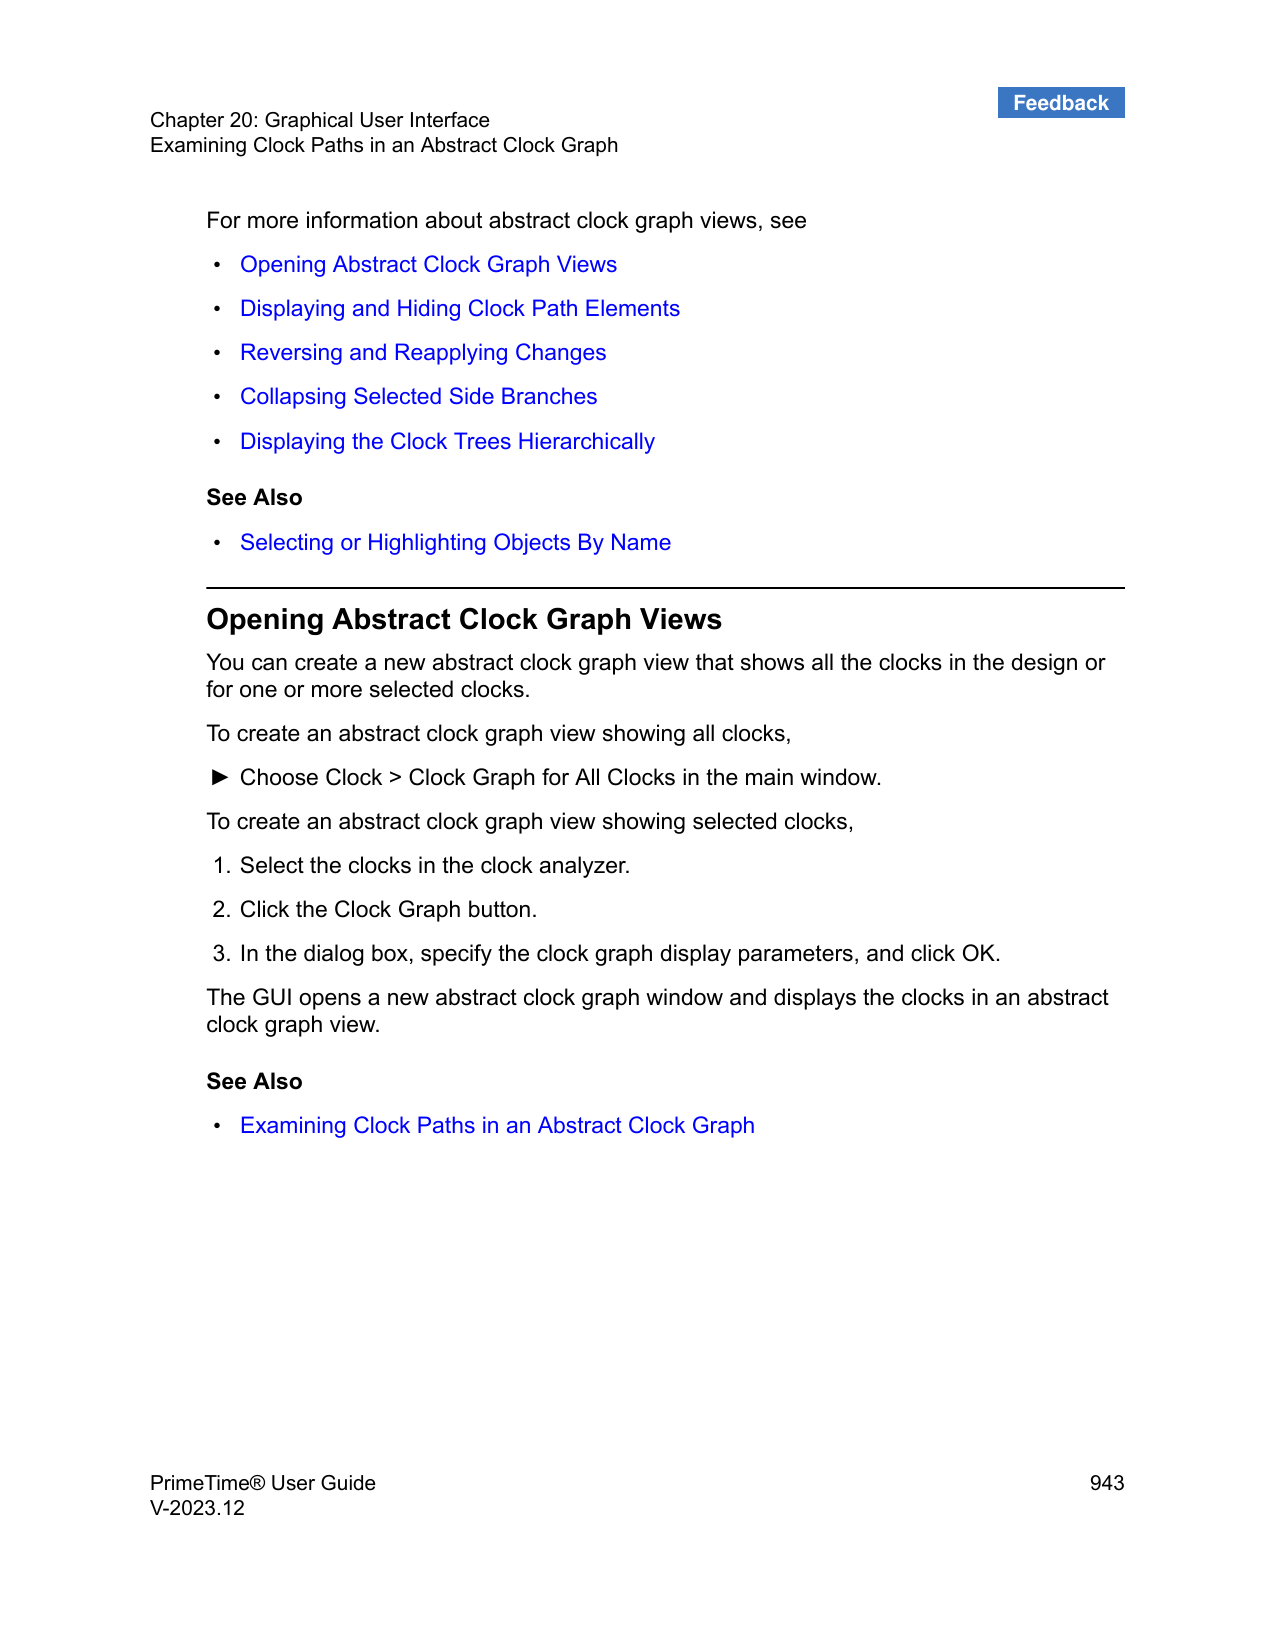 Feedback
Chapter 20: Graphical User Interface
Examining Clock Paths in an Abstract Clock Graph
For more information about abstract clock graph views, see
• Opening Abstract Clock Graph Views
• Displaying and Hiding Clock Path Elements
• Reversing and Reapplying Changes
• Collapsing Selected Side Branches
• Displaying the Clock Trees Hierarchically
See Also
• Selecting or Highlighting Objects By Name
Opening Abstract Clock Graph Views
You can create a new abstract clock graph view that shows all the clocks in the design or
for one or more selected clocks.
To create an abstract clock graph view showing all clocks,
► Choose Clock > Clock Graph for All Clocks in the main window.
To create an abstract clock graph view showing selected clocks,
1. Select the clocks in the clock analyzer.
2. Click the Clock Graph button.
3. In the dialog box, specify the clock graph display parameters, and click OK.
The GUI opens a new abstract clock graph window and displays the clocks in an abstract
clock graph view.
See Also
• Examining Clock Paths in an Abstract Clock Graph
PrimeTime® User Guide 943
V-2023.12